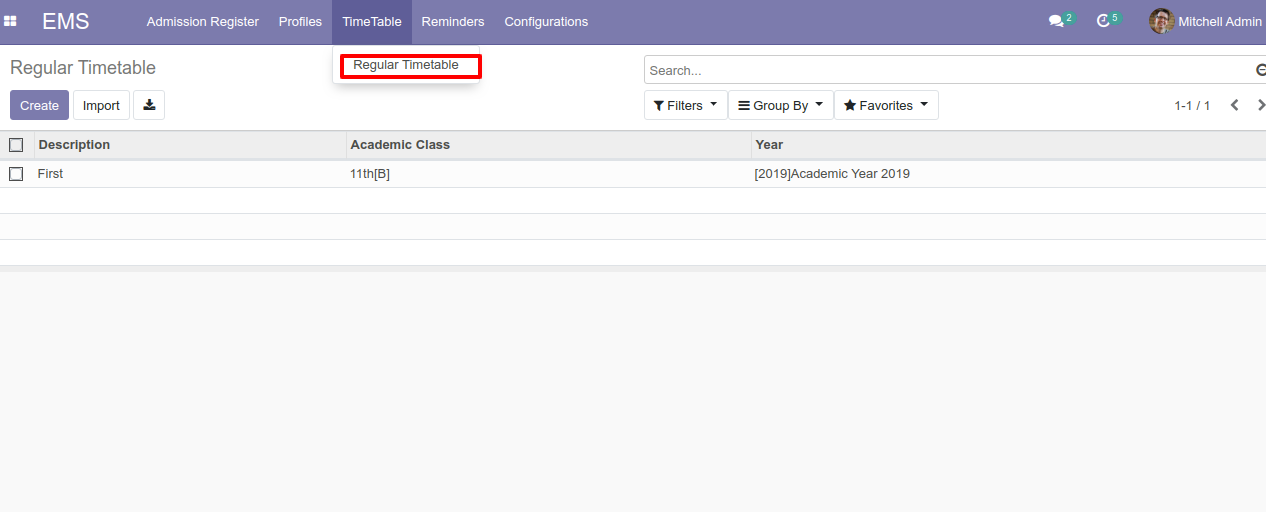 EMS Admission Register Profiles TimeTable Reminders Configurations 2 5 Mitchell Admin
Regular Timetable
Regular Timetable
Search...
Create Import Filters Group By Favorites 1-1 / 1
Description Academic Class Year
First 11th[B] [2019]Academic Year 2019